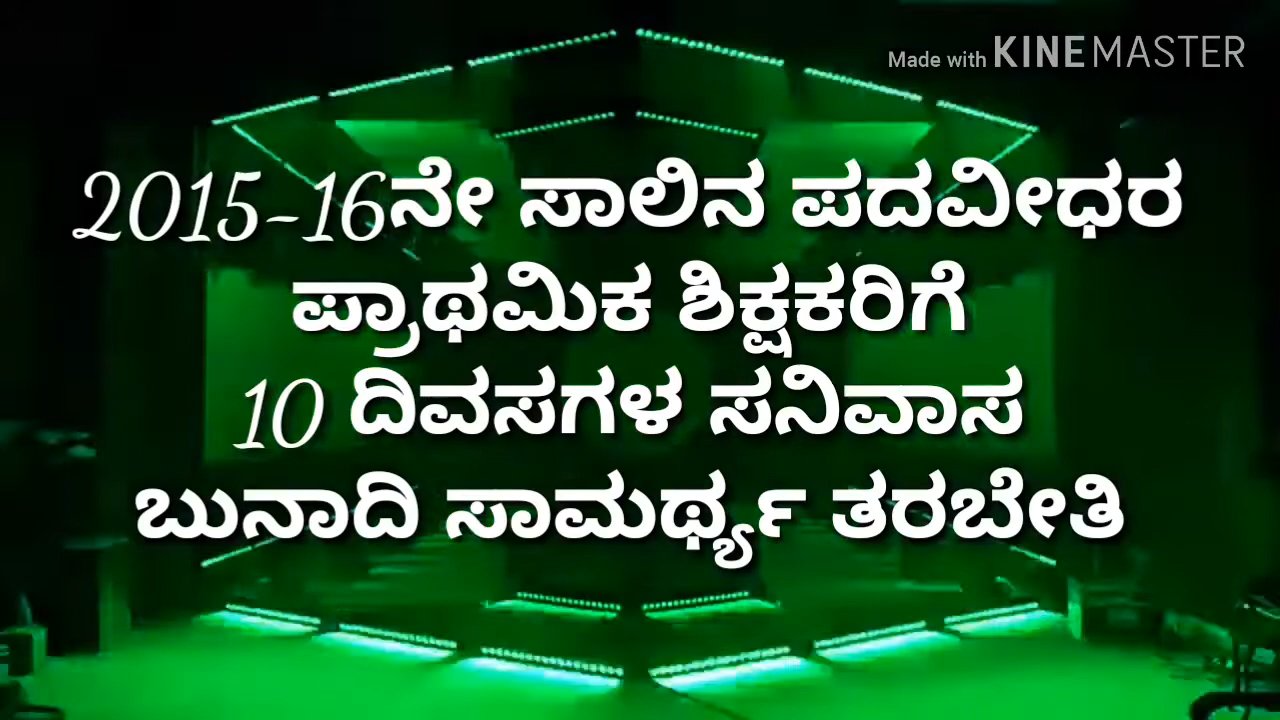 Made with KINEMASTER
2015-16ನೇ ಸಾಲಿನ ಪದವೀಧರ
ಪ್ರಾಥಮಿಕ ಶಿಕ್ಷಕರಿಗೆ
10 ದಿವಸಗಳ ಸನಿವಾಸ
ಬುನಾದಿ ಸಾಮರ್ಥ್ಯ ತರಬೇತಿ